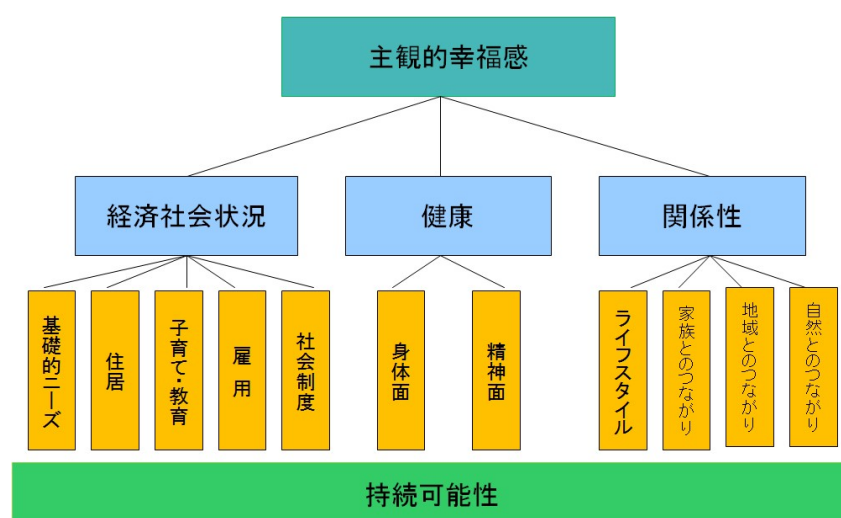 主観的幸福感
経済社会状況
健康
関係性
基礎的ニーズ
住居
子育て・教育
雇用
社会制度
身体面
精神面
ライフスタイル
家族とのつながり
地域とのつながり
自然とのつながり
持続可能性